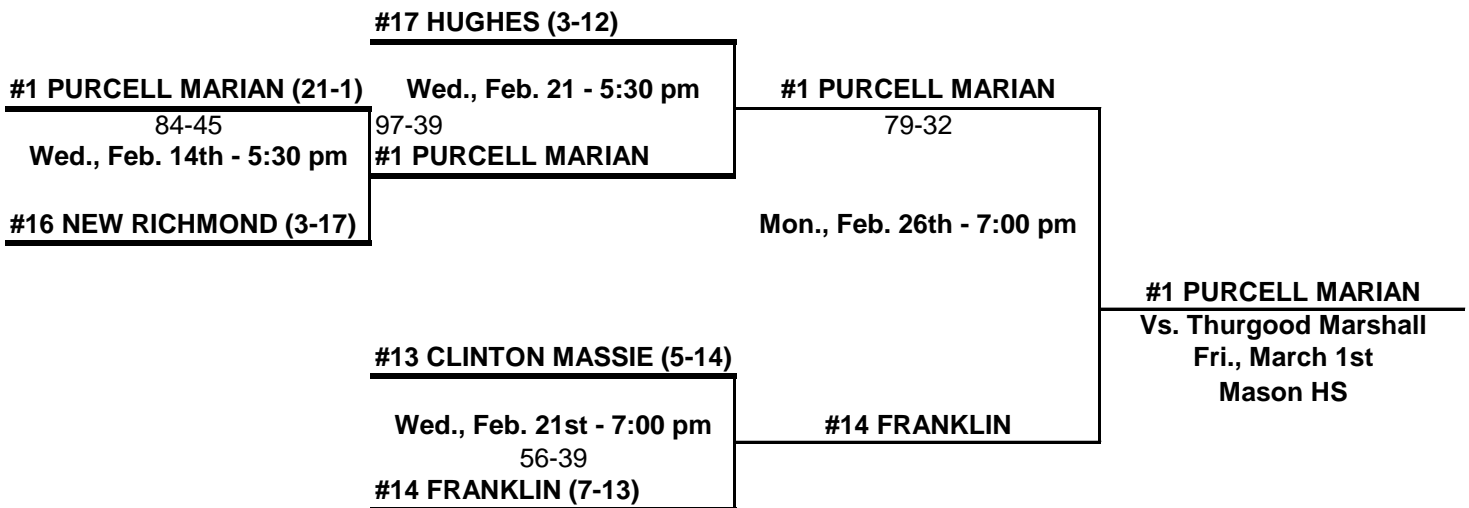 #17 HUGHES (3-12)
#1 PURCELL MARIAN (21-1)
Wed., Feb. 21 - 5:30 pm
#1 PURCELL MARIAN
84-45
97-39
79-32
Wed., Feb. 14th - 5:30 pm
#1 PURCELL MARIAN
#16 NEW RICHMOND (3-17)
Mon., Feb. 26th - 7:00 pm
#1 PURCELL MARIAN
Vs. Thurgood Marshall
#13 CLINTON MASSIE (5-14)
Fri., March 1st
Mason HS
Wed., Feb. 21st - 7:00 pm
#14 FRANKLIN
56-39
#14 FRANKLIN (7-13)